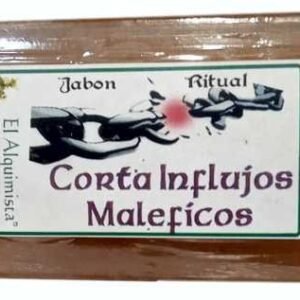 Jabon Ritual
Corta Influjos
Maleficos
El Alquimista®